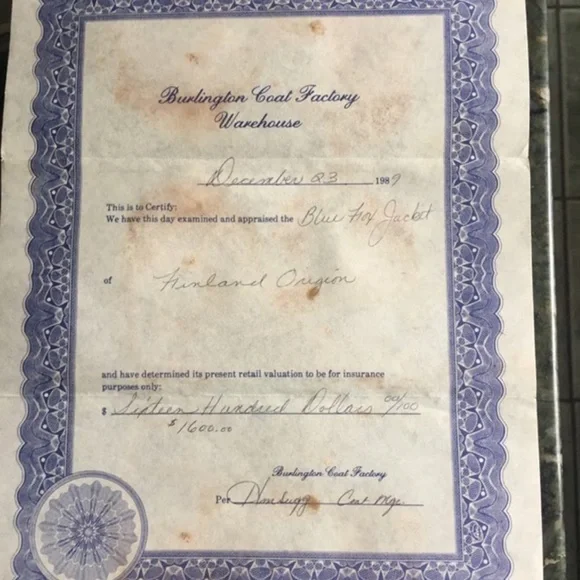 Burlington Coat Factory
Warehouse
December 23 1989
This is to Certify:
We have this day examined and appraised the Blue Fox Jacket
of Finland Oregion
and have determined its present retail valuation to be for insurance
purposes only:
$ Sixteen Hundred Dollars 00/100
$1600.00
Burlington Coat Factory
Per Coat Mgr.